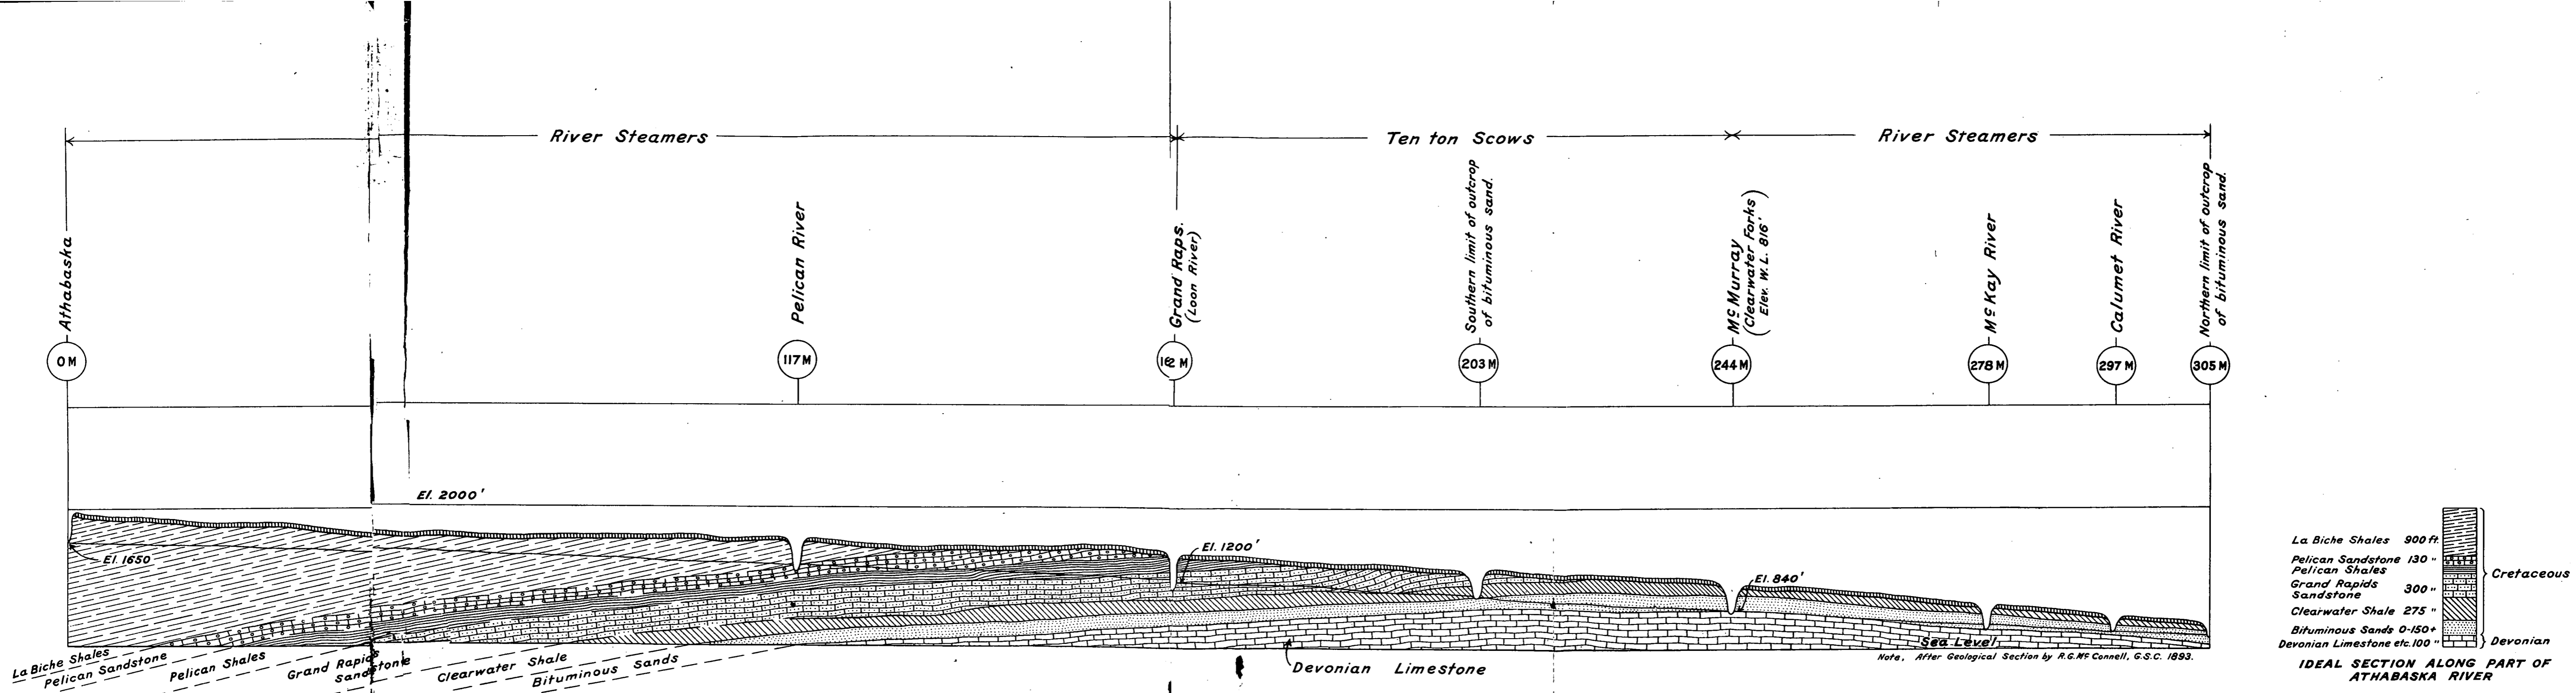 River Steamers
Ten ton Scows
River Steamers
Athabaska
Pelican River
Grand Raps.
(Loon River)
Southern limit of outcrop
of bituminous sand.
Mc Murray
(Clearwater Forks)
Elev. W.L. 816'
McKay River
Calumet River
Northern limit of outcrop
of bituminous sand.
0 M
117 M
162 M
203 M
244 M
278 M
297 M
305 M
El. 2000'
El. 1650
El. 1200'
El. 840'
Sea Level
La Biche Shales
Pelican Sandstone
Pelican Shales
Grand Rapids
Sandstone
Clearwater Shale
Bituminous Sands
Devonian Limestone
Note. After Geological Section by R.G. McConnell, G.S.C. 1893.
La Biche Shales 900 ft.
Pelican Sandstone 130 "
Pelican Shales
Grand Rapids
Sandstone 300 "
Clearwater Shale 275 "
Bituminous Sands 0-150+
Devonian Limestone etc. 100 "
Cretaceous
Devonian
IDEAL SECTION ALONG PART OF
ATHABASKA RIVER